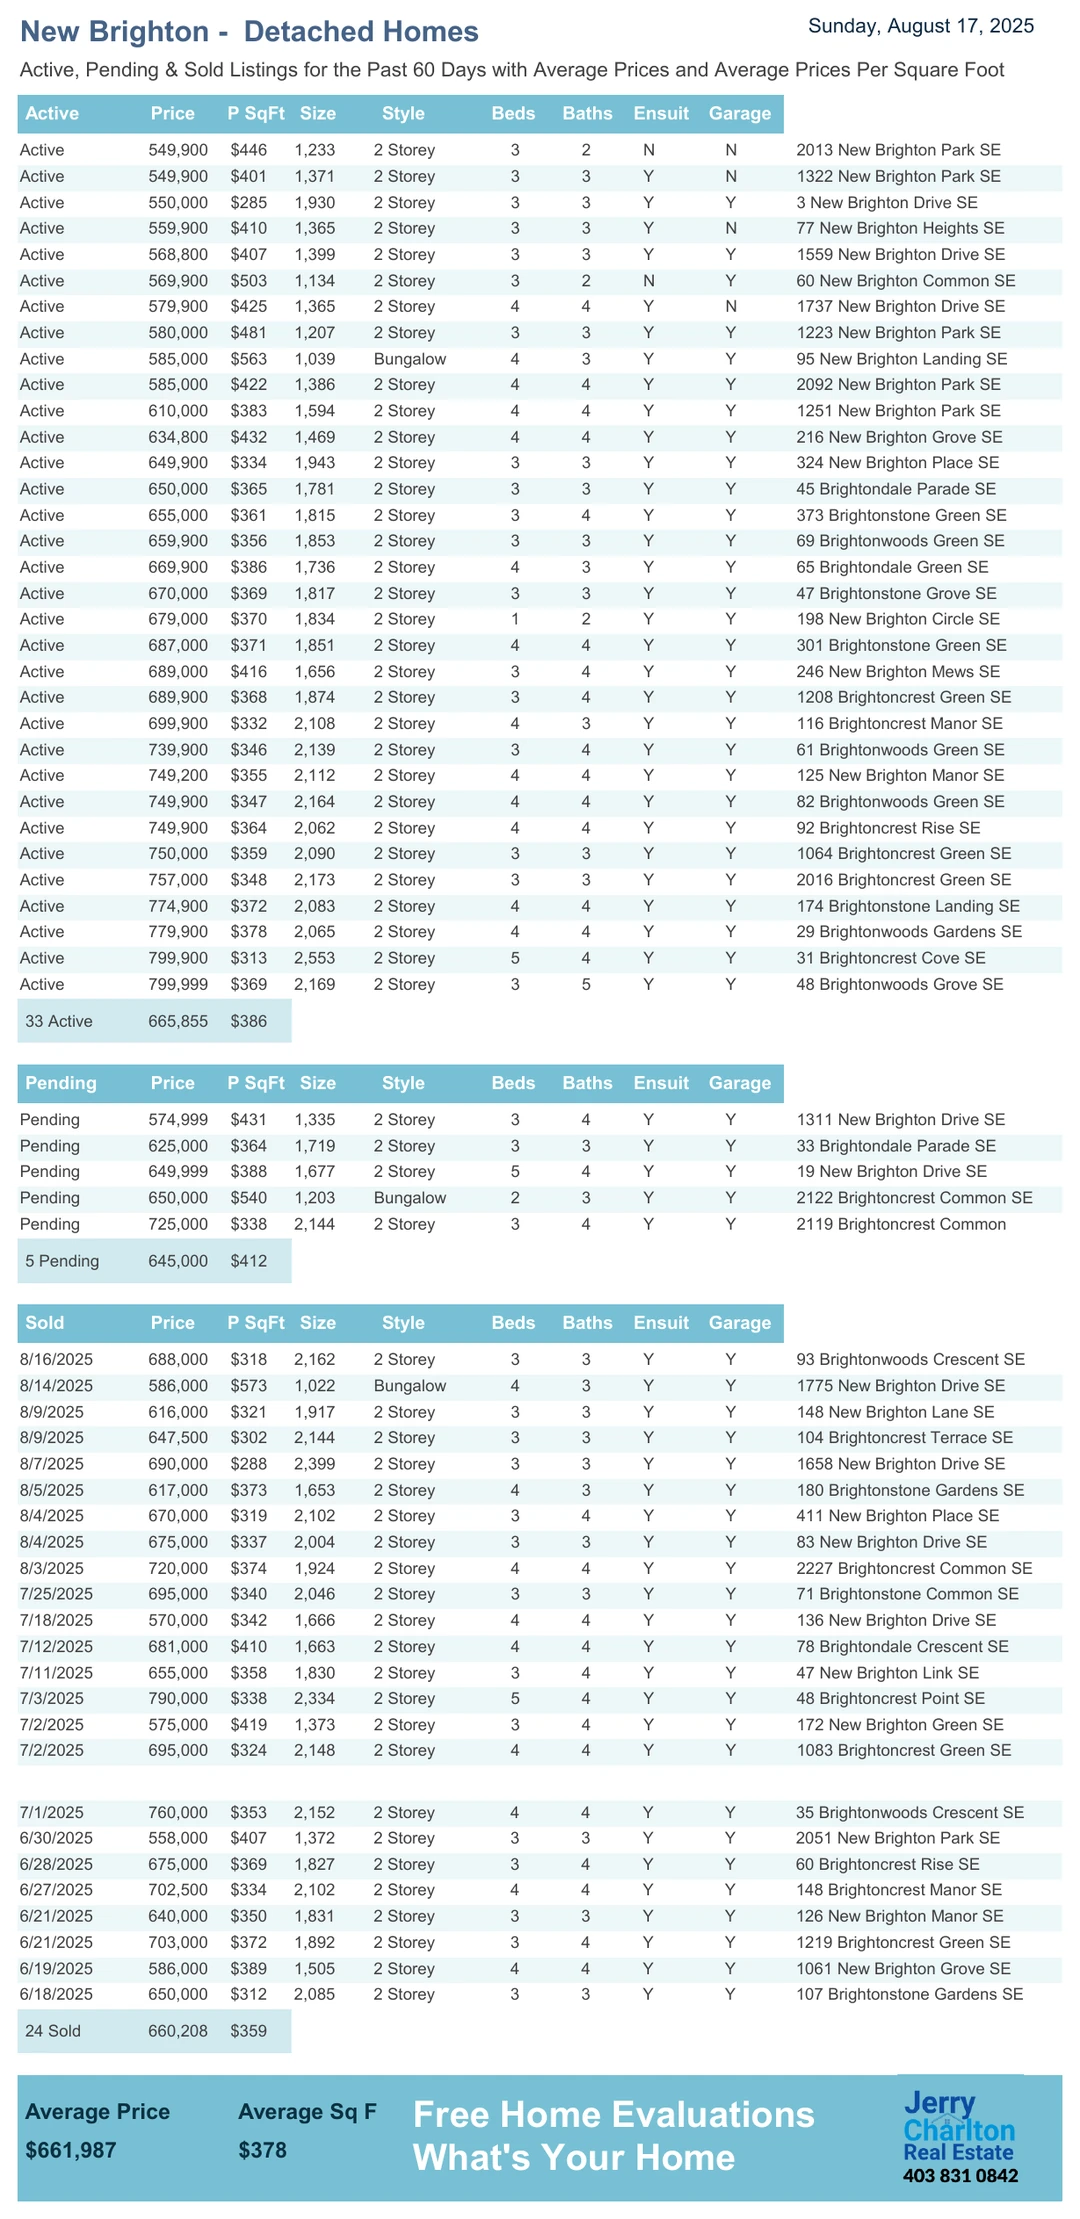 New Brighton - Detached Homes
Sunday, August 17, 2025
Active, Pending & Sold Listings for the Past 60 Days with Average Prices and Average Prices Per Square Foot
Active Price P SqFt Size Style Beds Baths Ensuit Garage
Active 549,900 $446 1,233 2 Storey 3 2 N N 2013 New Brighton Park SE
Active 549,900 $401 1,371 2 Storey 3 3 Y N 1322 New Brighton Park SE
Active 550,000 $285 1,930 2 Storey 3 3 Y Y 3 New Brighton Drive SE
Active 559,900 $410 1,365 2 Storey 3 3 Y N 77 New Brighton Heights SE
Active 568,800 $407 1,399 2 Storey 3 3 Y Y 1559 New Brighton Drive SE
Active 569,900 $503 1,134 2 Storey 3 2 N Y 60 New Brighton Common SE
Active 579,900 $425 1,365 2 Storey 4 4 Y N 1737 New Brighton Drive SE
Active 580,000 $481 1,207 2 Storey 3 3 Y Y 1223 New Brighton Park SE
Active 585,000 $563 1,039 Bungalow 4 3 Y Y 95 New Brighton Landing SE
Active 585,000 $422 1,386 2 Storey 4 4 Y Y 2092 New Brighton Park SE
Active 610,000 $383 1,594 2 Storey 4 4 Y Y 1251 New Brighton Park SE
Active 634,800 $432 1,469 2 Storey 4 4 Y Y 216 New Brighton Grove SE
Active 649,900 $334 1,943 2 Storey 3 3 Y Y 324 New Brighton Place SE
Active 650,000 $365 1,781 2 Storey 3 3 Y Y 45 Brightondale Parade SE
Active 655,000 $361 1,815 2 Storey 3 4 Y Y 373 Brightonstone Green SE
Active 659,900 $356 1,853 2 Storey 3 3 Y Y 69 Brightonwoods Green SE
Active 669,900 $386 1,736 2 Storey 4 3 Y Y 65 Brightondale Green SE
Active 670,000 $369 1,817 2 Storey 3 3 Y Y 47 Brightonstone Grove SE
Active 679,000 $370 1,834 2 Storey 1 2 Y Y 198 New Brighton Circle SE
Active 687,000 $371 1,851 2 Storey 4 4 Y Y 301 Brightonstone Green SE
Active 689,000 $416 1,656 2 Storey 3 4 Y Y 246 New Brighton Mews SE
Active 689,900 $368 1,874 2 Storey 3 4 Y Y 1208 Brightoncrest Green SE
Active 699,900 $332 2,108 2 Storey 4 3 Y Y 116 Brightoncrest Manor SE
Active 739,900 $346 2,139 2 Storey 3 4 Y Y 61 Brightonwoods Green SE
Active 749,200 $355 2,112 2 Storey 4 4 Y Y 125 New Brighton Manor SE
Active 749,900 $347 2,164 2 Storey 4 4 Y Y 82 Brightonwoods Green SE
Active 749,900 $364 2,062 2 Storey 4 4 Y Y 92 Brightoncrest Rise SE
Active 750,000 $359 2,090 2 Storey 3 3 Y Y 1064 Brightoncrest Green SE
Active 757,000 $348 2,173 2 Storey 3 3 Y Y 2016 Brightoncrest Green SE
Active 774,900 $372 2,083 2 Storey 4 4 Y Y 174 Brightonstone Landing SE
Active 779,900 $378 2,065 2 Storey 4 4 Y Y 29 Brightonwoods Gardens SE
Active 799,900 $313 2,553 2 Storey 5 4 Y Y 31 Brightoncrest Cove SE
Active 799,999 $369 2,169 2 Storey 3 5 Y Y 48 Brightonwoods Grove SE
33 Active 665,855 $386
Pending Price P SqFt Size Style Beds Baths Ensuit Garage
Pending 574,999 $431 1,335 2 Storey 3 4 Y Y 1311 New Brighton Drive SE
Pending 625,000 $364 1,719 2 Storey 3 3 Y Y 33 Brightondale Parade SE
Pending 649,999 $388 1,677 2 Storey 5 4 Y Y 19 New Brighton Drive SE
Pending 650,000 $540 1,203 Bungalow 2 3 Y Y 2122 Brightoncrest Common SE
Pending 725,000 $338 2,144 2 Storey 3 4 Y Y 2119 Brightoncrest Common
5 Pending 645,000 $412
Sold Price P SqFt Size Style Beds Baths Ensuit Garage
8/16/2025 688,000 $318 2,162 2 Storey 3 3 Y Y 93 Brightonwoods Crescent SE
8/14/2025 586,000 $573 1,022 Bungalow 4 3 Y Y 1775 New Brighton Drive SE
8/9/2025 616,000 $321 1,917 2 Storey 3 3 Y Y 148 New Brighton Lane SE
8/9/2025 647,500 $302 2,144 2 Storey 3 3 Y Y 104 Brightoncrest Terrace SE
8/7/2025 690,000 $288 2,399 2 Storey 3 3 Y Y 1658 New Brighton Drive SE
8/5/2025 617,000 $373 1,653 2 Storey 4 3 Y Y 180 Brightonstone Gardens SE
8/4/2025 670,000 $319 2,102 2 Storey 3 4 Y Y 411 New Brighton Place SE
8/4/2025 675,000 $337 2,004 2 Storey 3 3 Y Y 83 New Brighton Drive SE
8/3/2025 720,000 $374 1,924 2 Storey 4 4 Y Y 2227 Brightoncrest Common SE
7/25/2025 695,000 $340 2,046 2 Storey 3 3 Y Y 71 Brightonstone Common SE
7/18/2025 570,000 $342 1,666 2 Storey 4 4 Y Y 136 New Brighton Drive SE
7/12/2025 681,000 $410 1,663 2 Storey 4 4 Y Y 78 Brightondale Crescent SE
7/11/2025 655,000 $358 1,830 2 Storey 3 4 Y Y 47 New Brighton Link SE
7/3/2025 790,000 $338 2,334 2 Storey 5 4 Y Y 48 Brightoncrest Point SE
7/2/2025 575,000 $419 1,373 2 Storey 3 4 Y Y 172 New Brighton Green SE
7/2/2025 695,000 $324 2,148 2 Storey 4 4 Y Y 1083 Brightoncrest Green SE
7/1/2025 760,000 $353 2,152 2 Storey 4 4 Y Y 35 Brightonwoods Crescent SE
6/30/2025 558,000 $407 1,372 2 Storey 3 3 Y Y 2051 New Brighton Park SE
6/28/2025 675,000 $369 1,827 2 Storey 3 4 Y Y 60 Brightoncrest Rise SE
6/27/2025 702,500 $334 2,102 2 Storey 4 4 Y Y 148 Brightoncrest Manor SE
6/21/2025 640,000 $350 1,831 2 Storey 3 3 Y Y 126 New Brighton Manor SE
6/21/2025 703,000 $372 1,892 2 Storey 3 4 Y Y 1219 Brightoncrest Green SE
6/19/2025 586,000 $389 1,505 2 Storey 4 4 Y Y 1061 New Brighton Grove SE
6/18/2025 650,000 $312 2,085 2 Storey 3 3 Y Y 107 Brightonstone Gardens SE
24 Sold 660,208 $359
Average Price Average Sq F
$661,987 $378
Free Home Evaluations
What's Your Home
Jerry
Charlton
Real Estate
403 831 0842